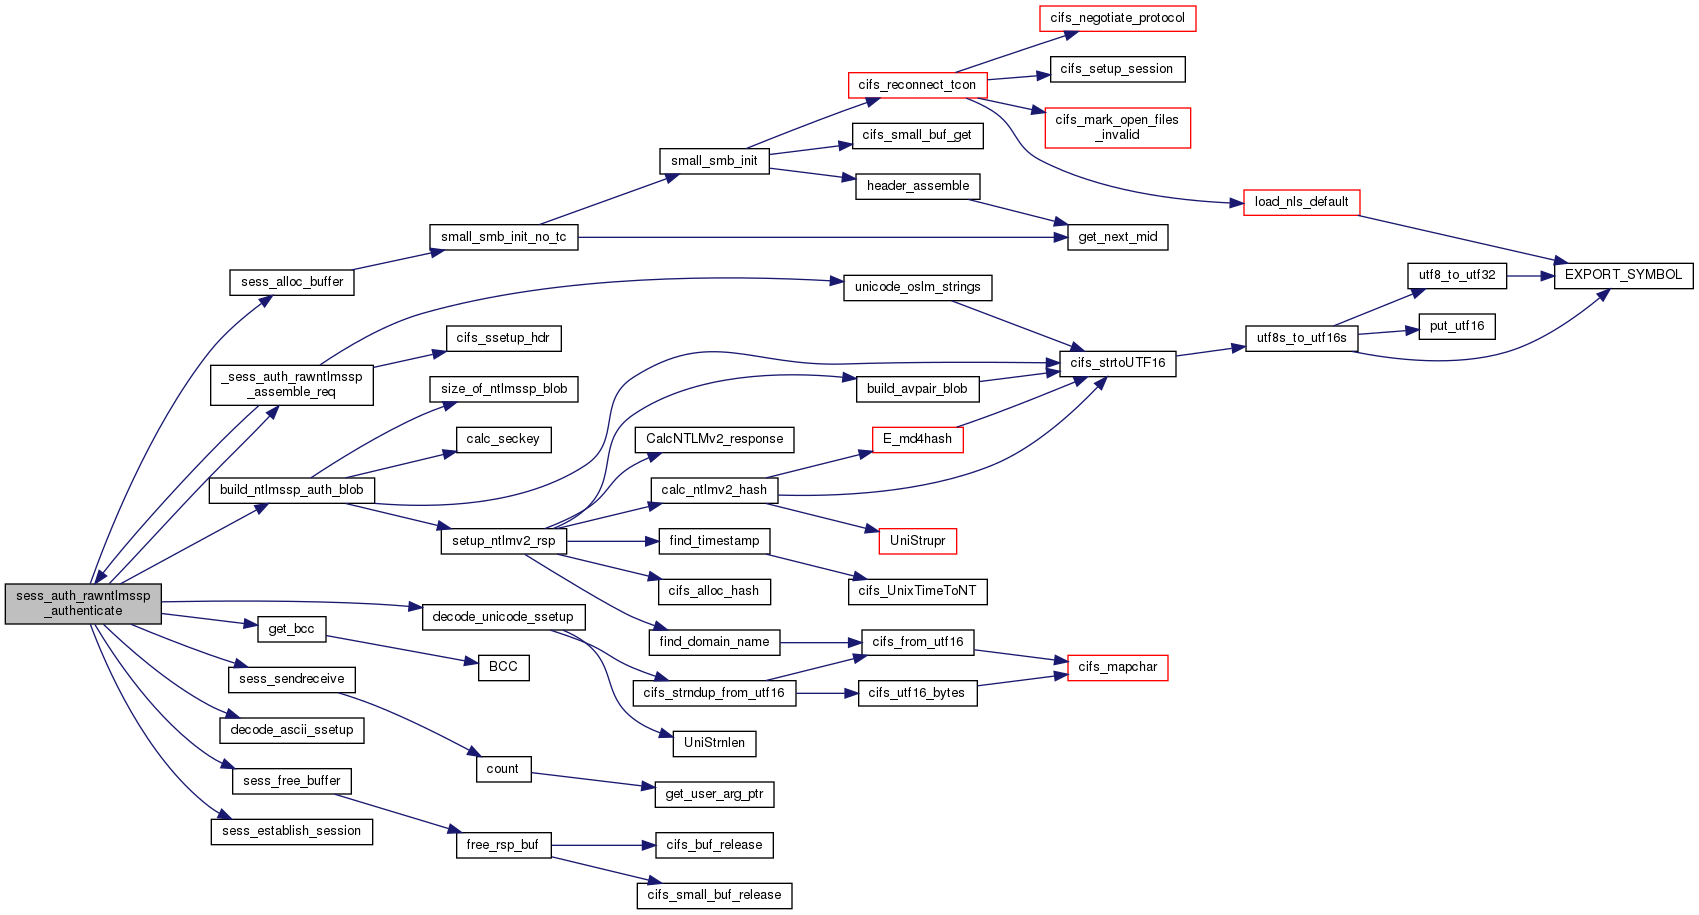 cifs_negotiate_protocol
cifs_setup_session
cifs_reconnect_tcon
cifs_mark_open_files
_invalid
cifs_small_buf_get
small_smb_init
header_assemble
load_nls_default
small_smb_init_no_tc
get_next_mid
sess_alloc_buffer
unicode_oslm_strings
utf8_to_utf32
EXPORT_SYMBOL
put_utf16
cifs_ssetup_hdr
utf8s_to_utf16s
cifs_strtoUTF16
_sess_auth_rawntlmssp
_assemble_req
size_of_ntlmssp_blob
build_avpair_blob
calc_seckey
CalcNTLMv2_response
E_md4hash
build_ntlmssp_auth_blob
calc_ntlmv2_hash
setup_ntlmv2_rsp
find_timestamp
UniStrupr
cifs_alloc_hash
cifs_UnixTimeToNT
sess_auth_rawntlmssp
_authenticate
decode_unicode_ssetup
get_bcc
find_domain_name
cifs_from_utf16
BCC
cifs_mapchar
sess_sendreceive
cifs_strndup_from_utf16
cifs_utf16_bytes
decode_ascii_ssetup
UniStrnlen
count
sess_free_buffer
get_user_arg_ptr
sess_establish_session
free_rsp_buf
cifs_buf_release
cifs_small_buf_release